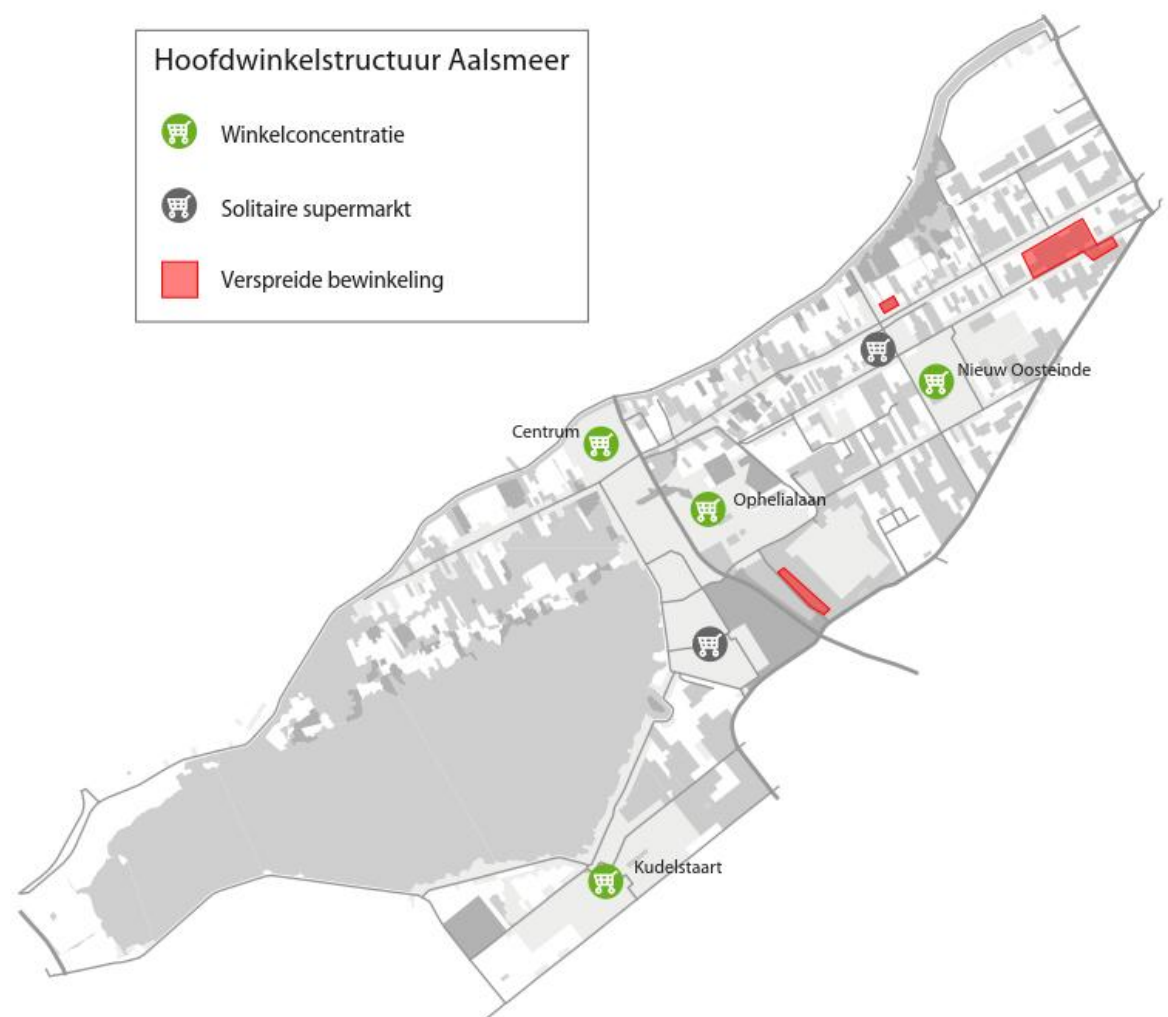 Hoofdwinkelstructuur Aalsmeer
Winkelconcentratie
Solitaire supermarkt
Verspreide bewinkeling
Nieuw Oosteinde
Centrum
Ophelialaan
Kudelstaart